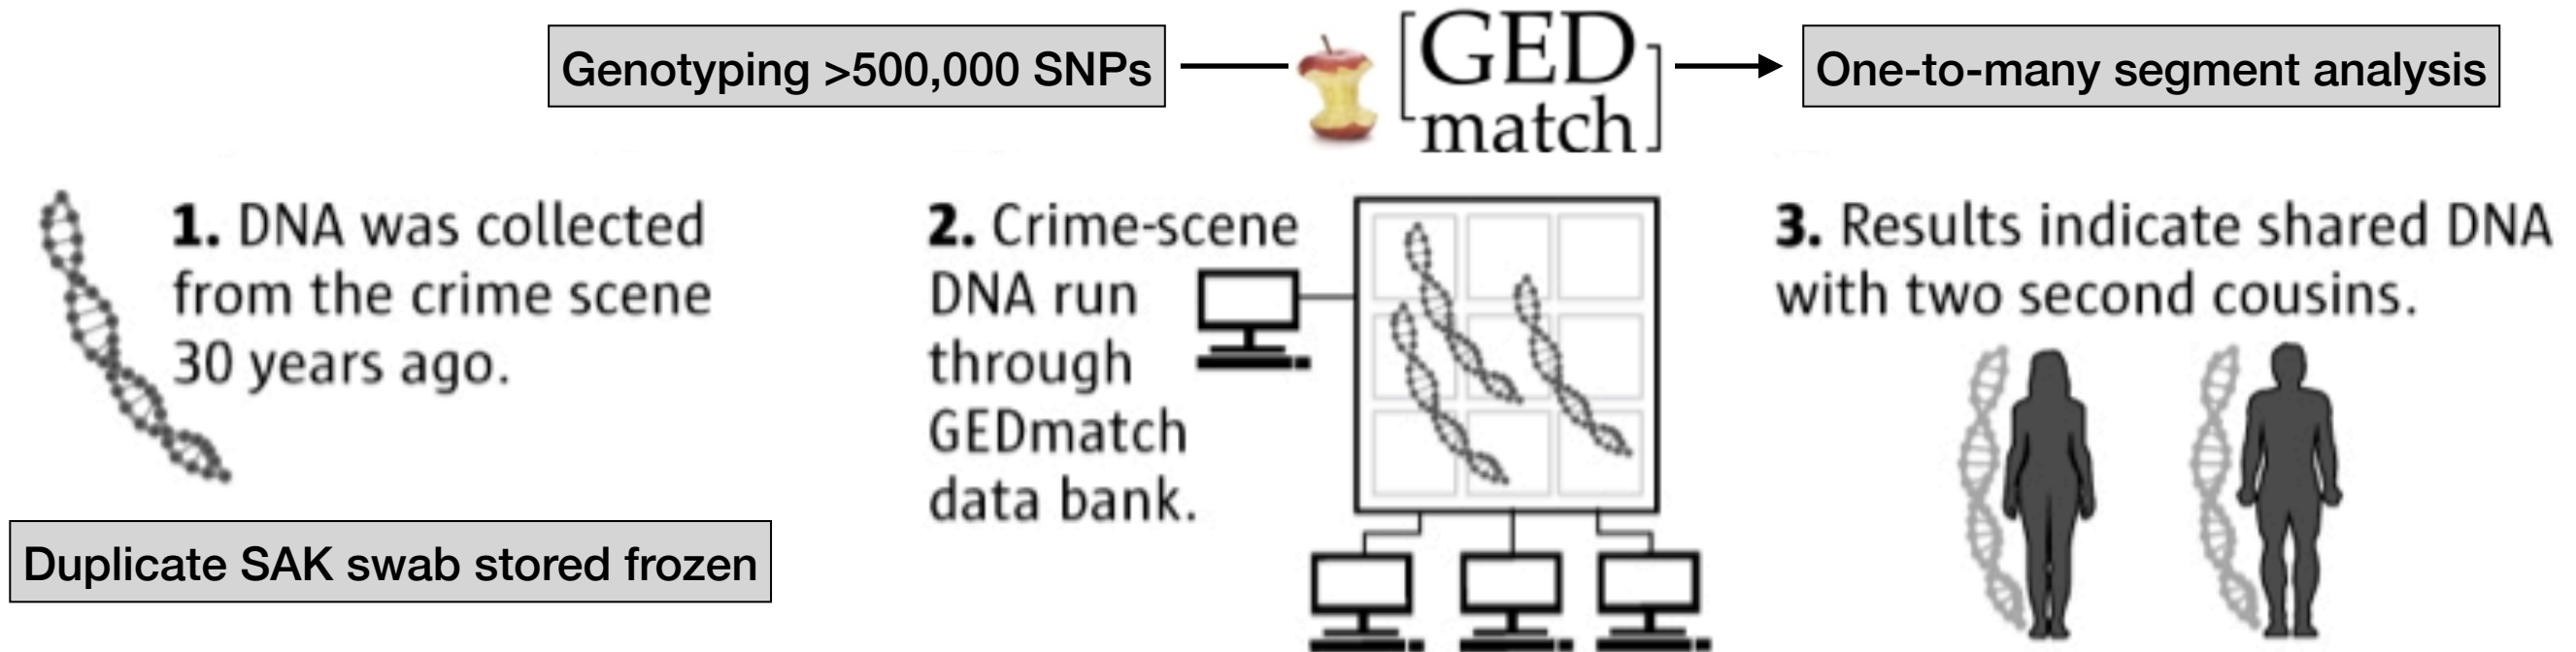 Genotyping >500,000 SNPs
GED
match
One-to-many segment analysis
1. DNA was collected
from the crime scene
30 years ago.
Duplicate SAK swab stored frozen
2. Crime-scene
DNA run
through
GEDmatch
data bank.
3. Results indicate shared DNA
with two second cousins.